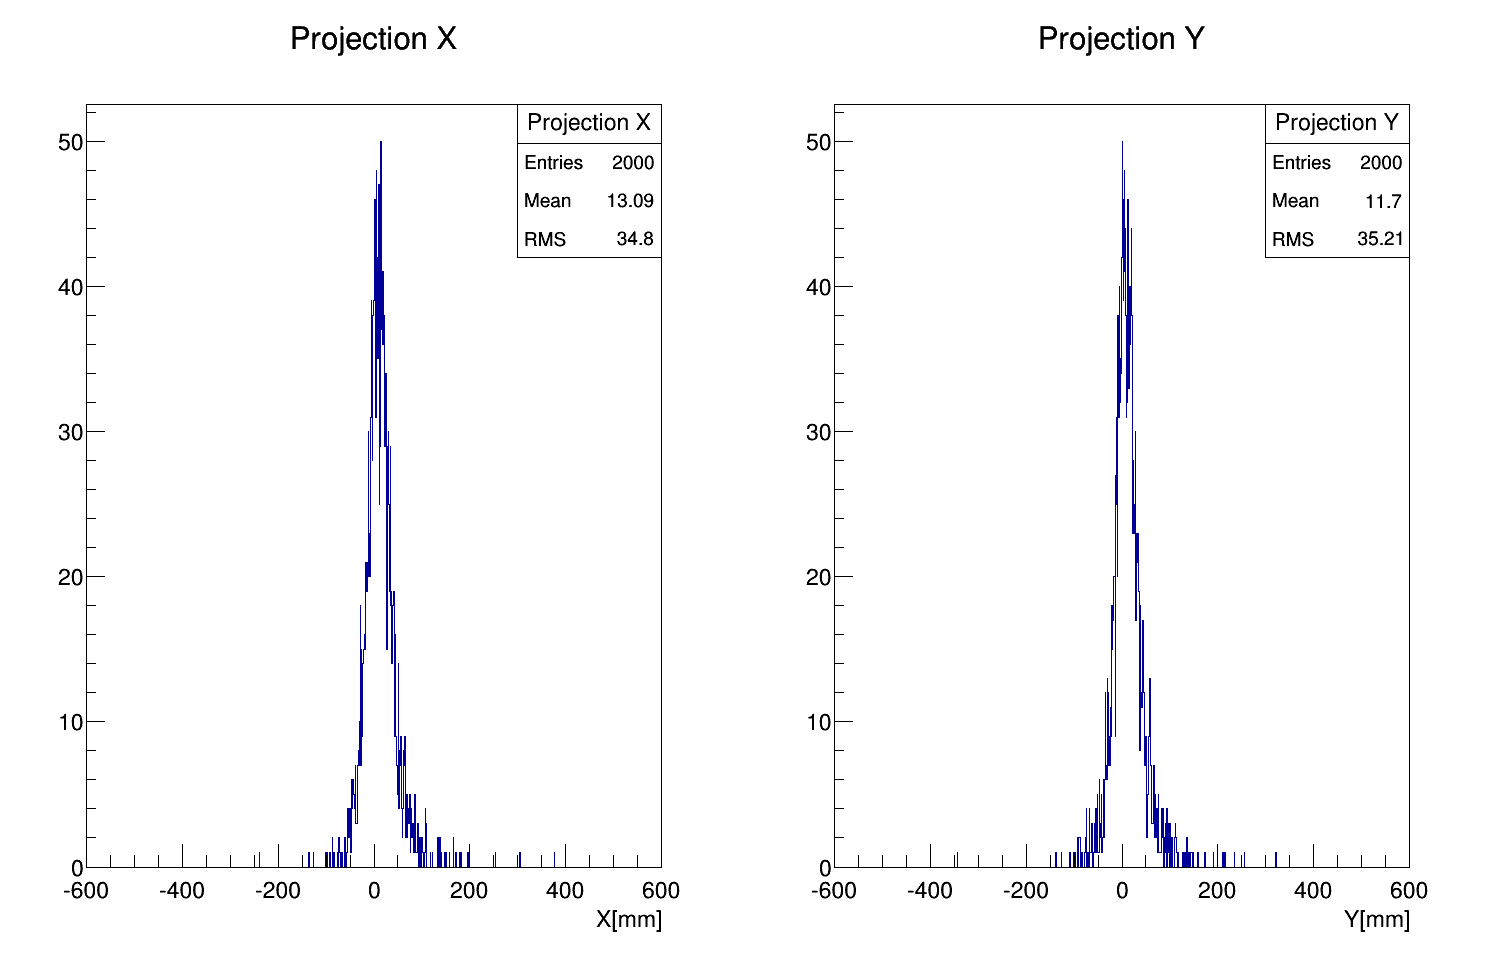 Projection X
Projection X
Entries 2000
Mean 13.09
RMS 34.8
50
40
30
20
10
0
-600 -400 -200 0 200 400 600
X[mm]
Projection Y
Projection Y
Entries 2000
Mean 11.7
RMS 35.21
50
40
30
20
10
0
-600 -400 -200 0 200 400 600
Y[mm]